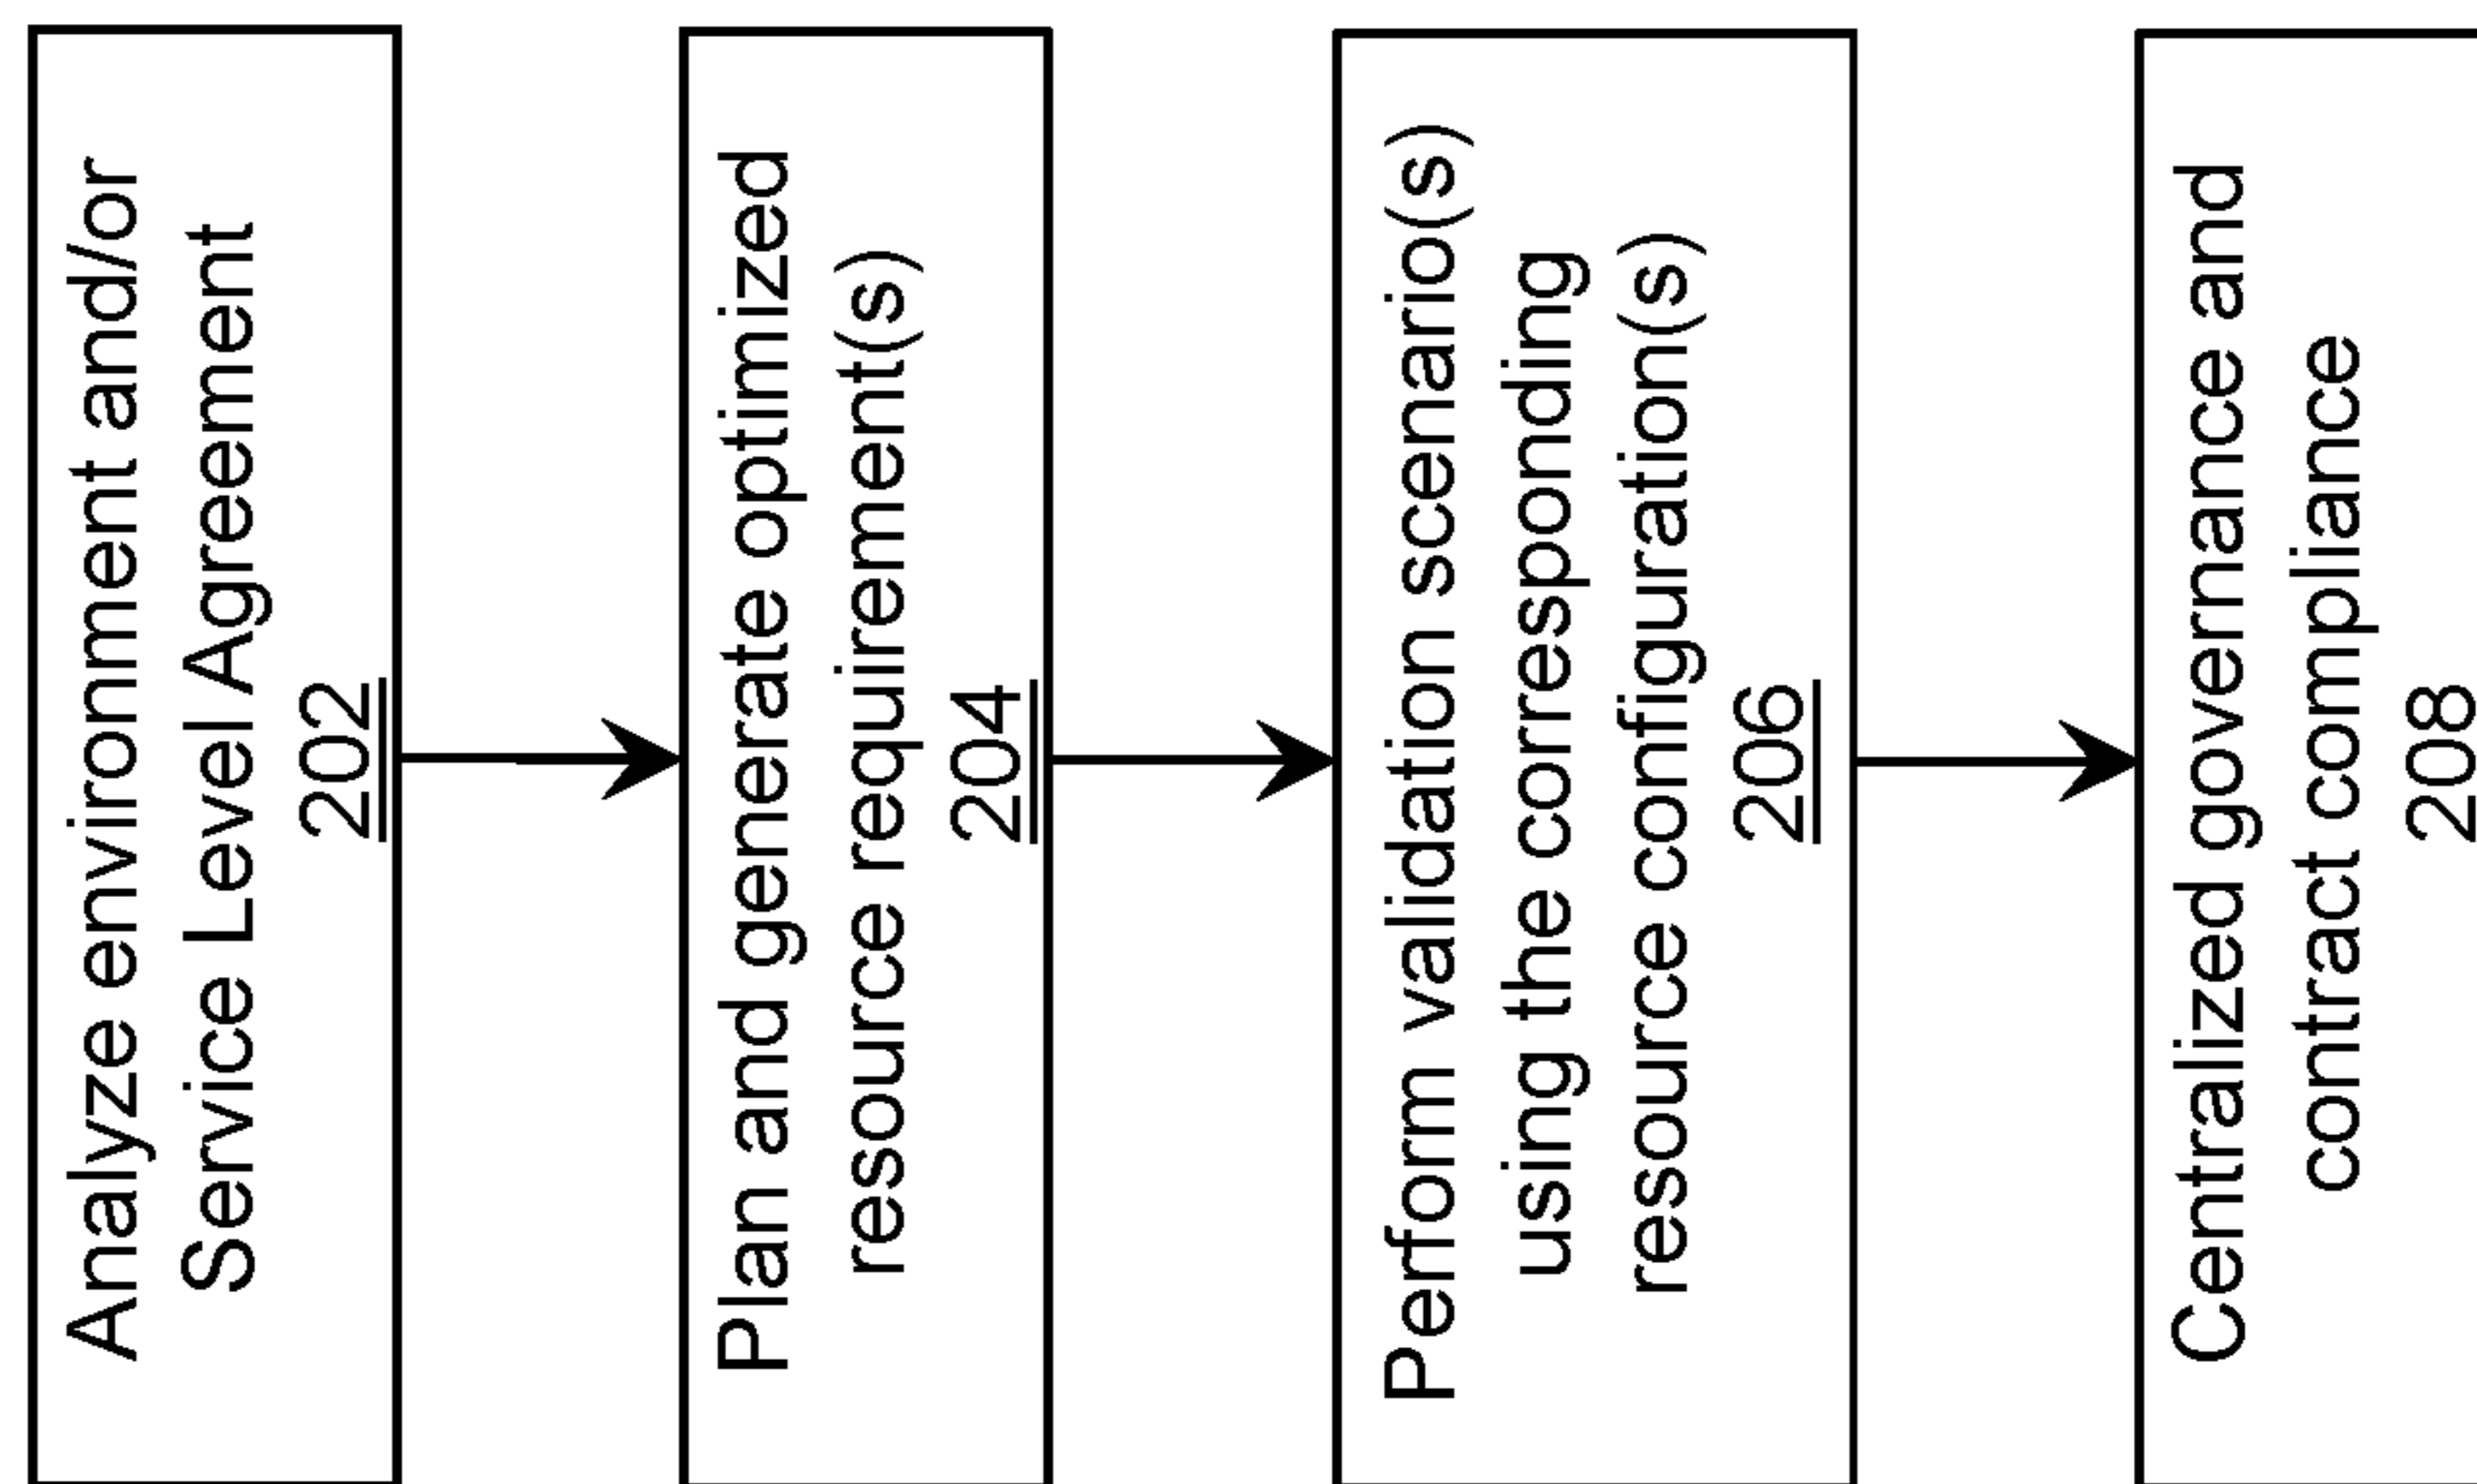 Analyze environment and/or
Service Level Agreement
202
Plan and generate optimized
resource requirement(s)
204
Perform validation scenario(s)
using the corresponding
resource configuration(s)
206
Centralized governance and
contract compliance
208